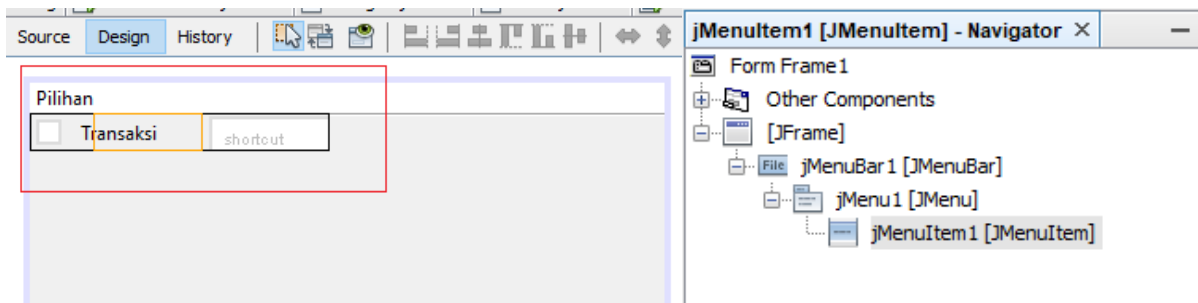 Source Design History
Pilihan
Transaksi shortcut
jMenuItem1 [JMenuItem] - Navigator ×
Form Frame1
Other Components
[JFrame]
File jMenuBar1 [JMenuBar]
jMenu1 [JMenu]
jMenuItem1 [JMenuItem]